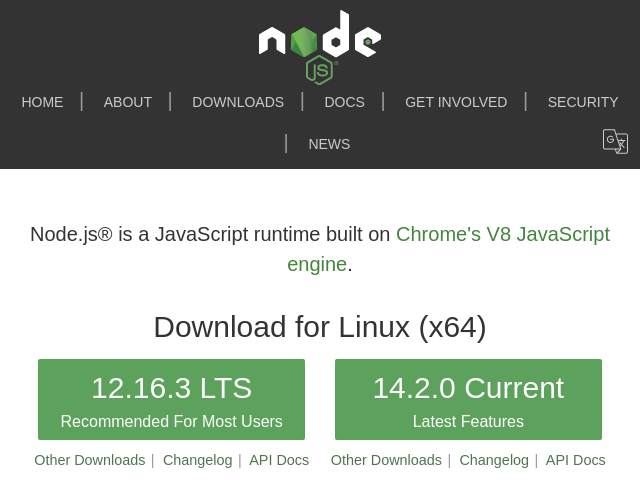 node
JS®
HOME | ABOUT | DOWNLOADS | DOCS | GET INVOLVED | SECURITY
| NEWS
Node.js® is a JavaScript runtime built on Chrome's V8 JavaScript
engine.
Download for Linux (x64)
12.16.3 LTS
Recommended For Most Users
Other Downloads | Changelog | API Docs
14.2.0 Current
Latest Features
Other Downloads | Changelog | API Docs